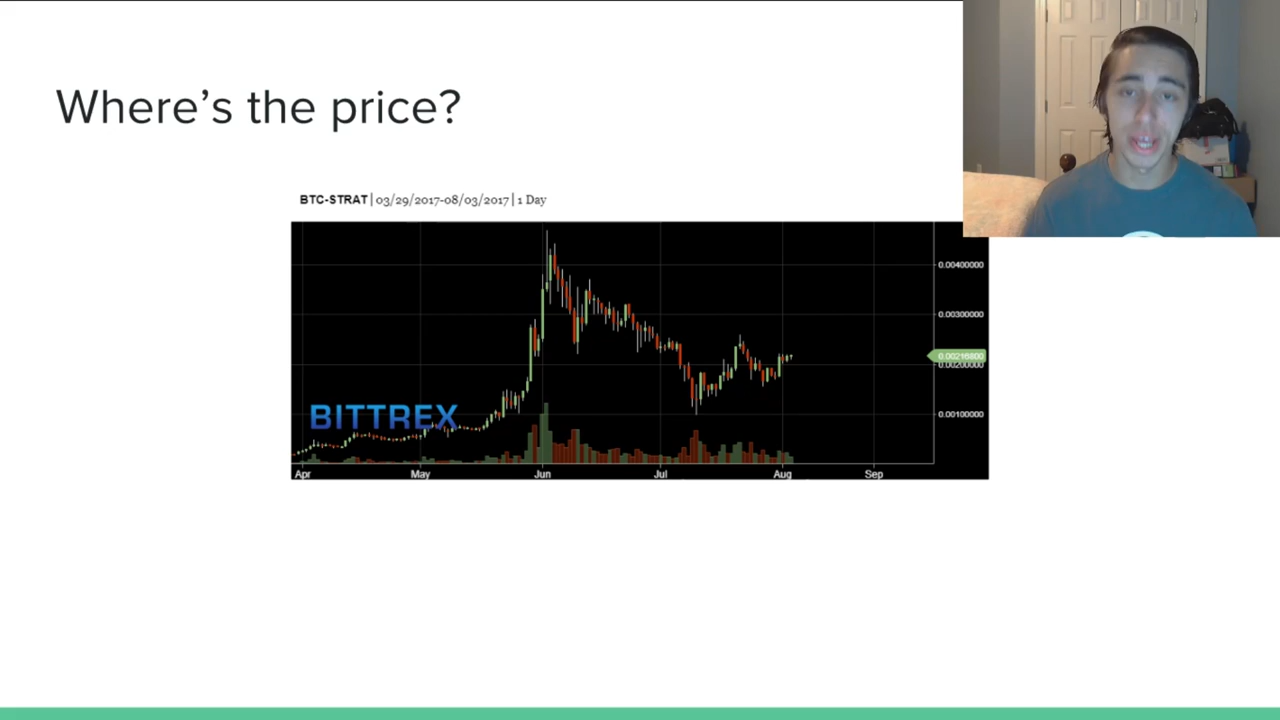 Where's the price?
BTC-STRAT | 03/29/2017-08/03/2017 | 1 Day
0.00400000
0.00300000
0.00216800
0.00200000
0.00100000
BITTREX
Apr May Jun Jul Aug Sep